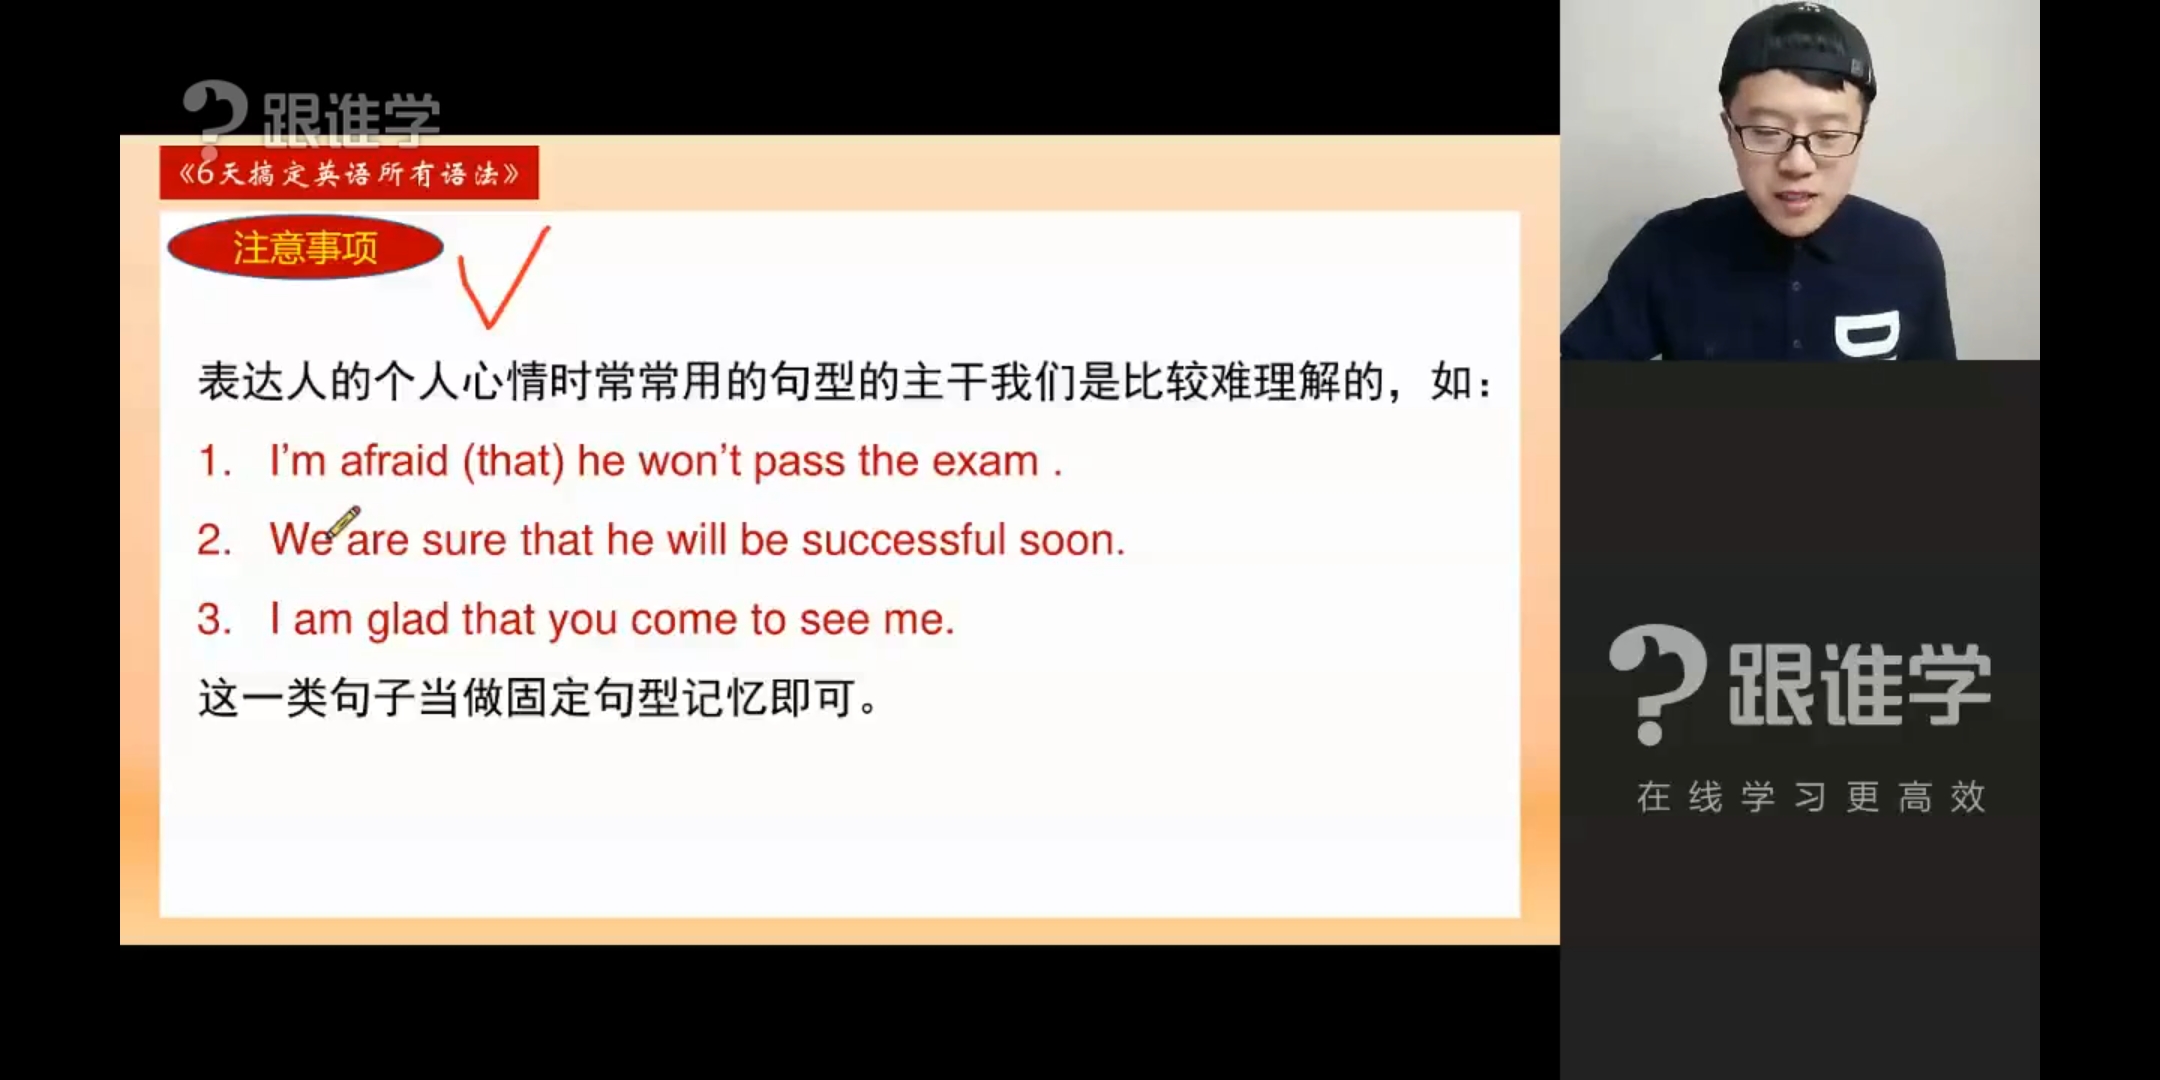 跟谁学
《6天搞定英语所有语法》
注意事项
表达人的个人心情时常常用的句型的主干我们是比较难理解的，如：
1. I’m afraid (that) he won’t pass the exam .
2. We are sure that he will be successful soon.
3. I am glad that you come to see me.
这一类句子当做固定句型记忆即可。
D
跟谁学
在线学习更高效